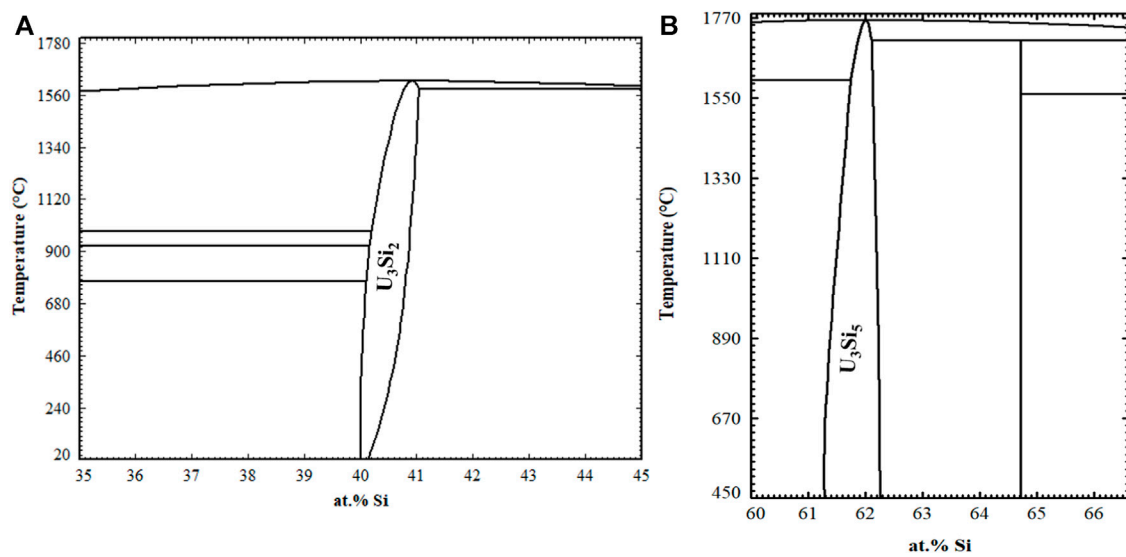 A
Temperature (°C)
1780
1560
1340
1120
900
680
460
240
20
U₃Si₂
35 36 37 38 39 40 41 42 43 44 45
at.% Si
B
Temperature (°C)
1770
1550
1330
1110
890
670
450
U₃Si₅
60 61 62 63 64 65 66
at.% Si